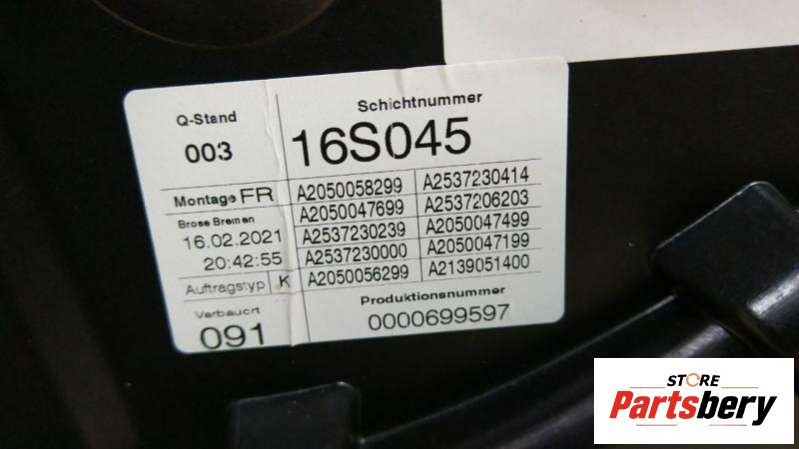 Q-Stand
003
Schichtnummer
16S045
Montage FR
Brose Bremen
16.02.2021
20:42:55
Auftragstyp K
Verbaucrt
091
A2050058299 A2537230414
A2050047699 A2537206203
A2537230239 A2050047499
A2537230000 A2050047199
A2050056299 A2139051400
Produktionsnummer
0000699597
STORE
Partsbery